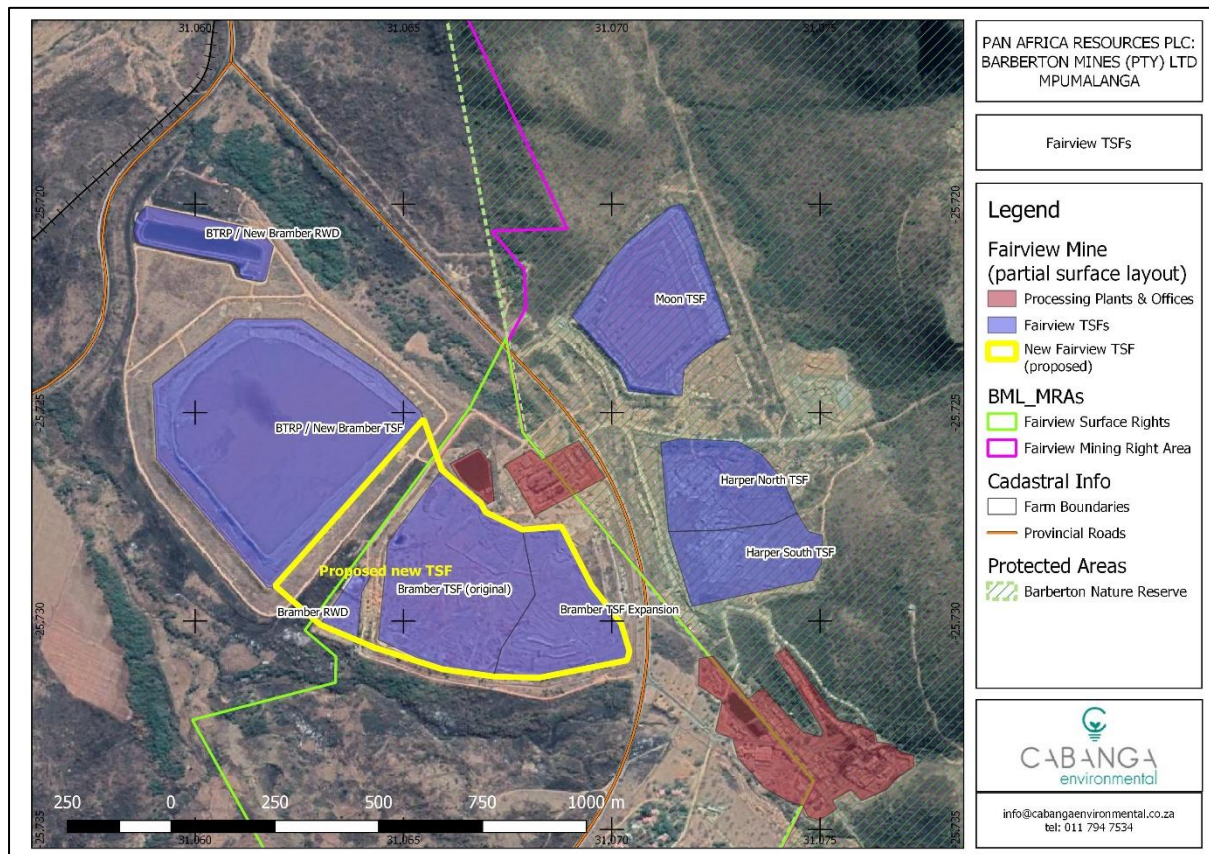 31.060
31.065
31.070
31.075
-25.720
-25.720
BTRP / New Bramber RWD
Moon TSF
-25.725
-25.725
BTRP / New Bramber TSF
Harper North TSF
Harper South TSF
Proposed new TSF
Bramber TSF (original)
Bramber RWD
Bramber TSF Expansion
-25.730
-25.730
250 0 250 500 750 1000 m
-25.735
-25.735
31.060
31.065
31.070
31.075
PAN AFRICA RESOURCES PLC:
BARBERTON MINES (PTY) LTD
MPUMALANGA
Fairview TSFs
Legend
Fairview Mine
(partial surface layout)
Processing Plants & Offices
Fairview TSFs
New Fairview TSF
(proposed)
BML_MRAs
Fairview Surface Rights
Fairview Mining Right Area
Cadastral Info
Farm Boundaries
Provincial Roads
Protected Areas
Barberton Nature Reserve
CABANGA
environmental
info@cabangaenvironmental.co.za
tel: 011 794 7534